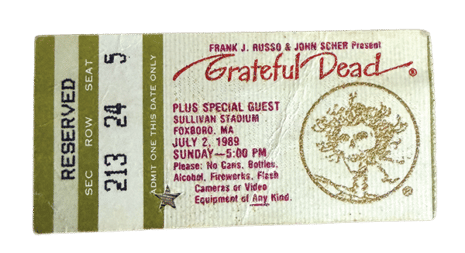 RESERVED
SEC 213
ROW 24
SEAT 5
ADMIT ONE THIS DATE ONLY
FRANK J. RUSSO & JOHN SCHER Present
Grateful Dead ®
PLUS SPECIAL GUEST
SULLIVAN STADIUM
FOXBORO, MA
JULY 2, 1989
SUNDAY~5:00 PM
Please: No Cans, Bottles,
Alcohol, Fireworks, Flash
Cameras or Video
Equipment of Any Kind.
®